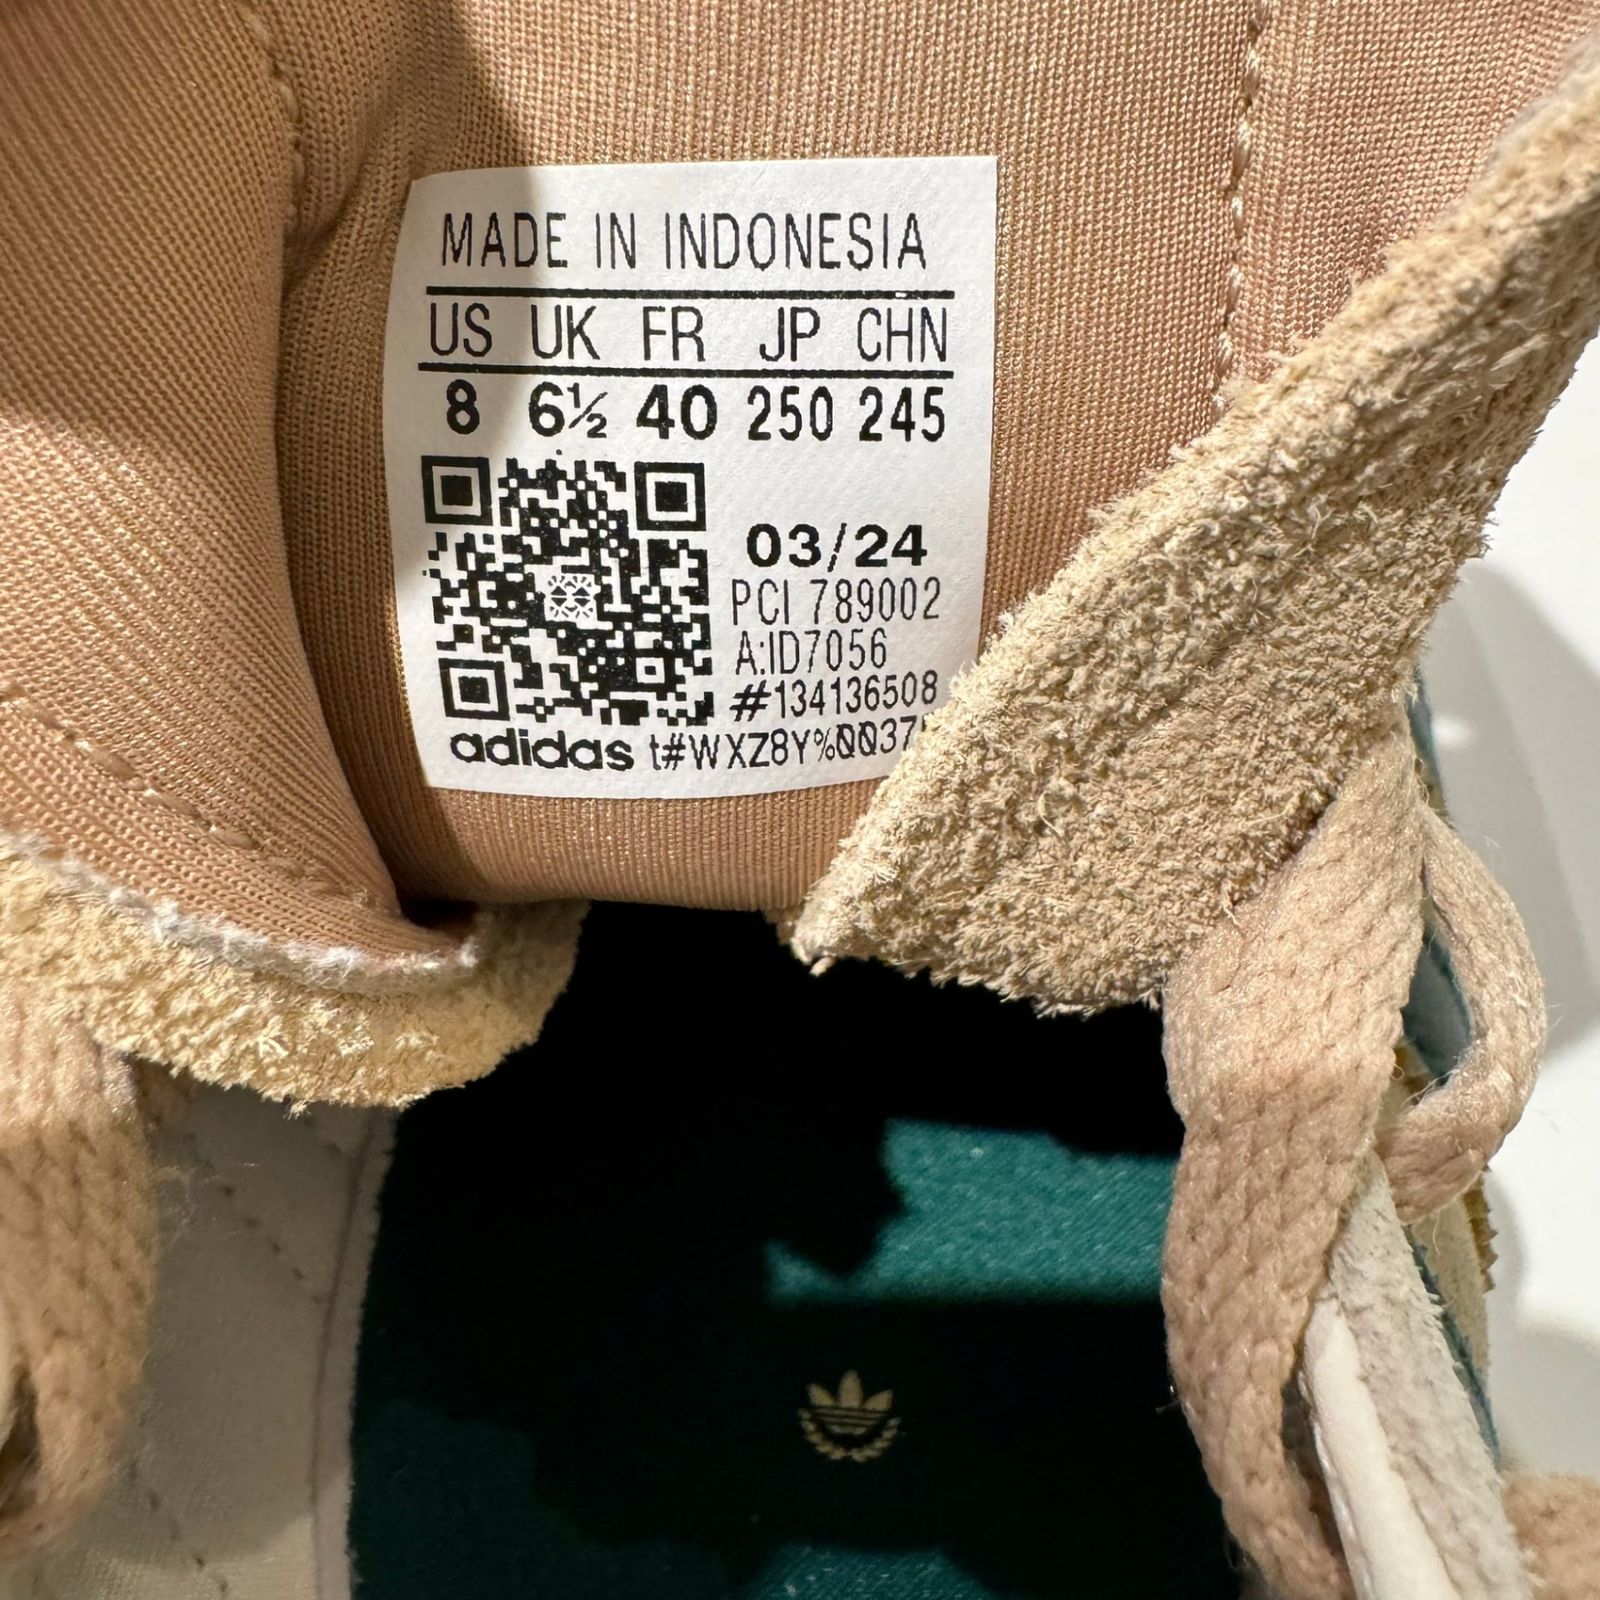 MADE IN INDONESIA
US UK FR JP CHN
8 6½ 40 250 245
03/24
PCI 789002
A:ID7056
#134136508
adidas t#WXZ8Y%0037